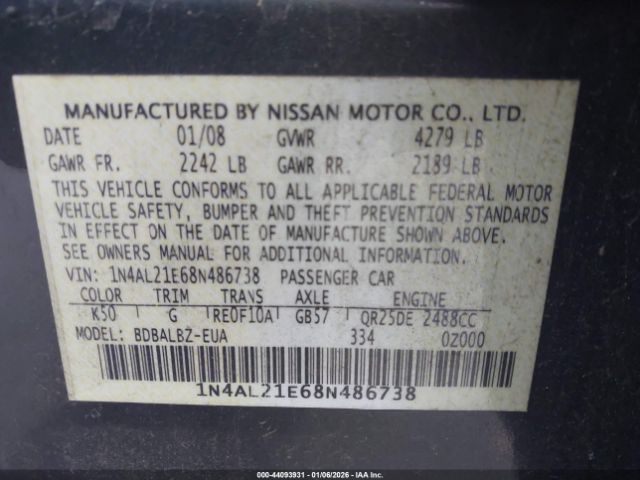 MANUFACTURED BY NISSAN MOTOR CO., LTD.
DATE 01/08 GVWR 4279 LB
GAWR FR. 2242 LB GAWR RR. 2189 LB
THIS VEHICLE CONFORMS TO ALL APPLICABLE FEDERAL MOTOR
VEHICLE SAFETY, BUMPER AND THEFT PREVENTION STANDARDS
IN EFFECT ON THE DATE OF MANUFACTURE SHOWN ABOVE.
SEE OWNERS MANUAL FOR ADDITIONAL INFORMATION.
VIN: 1N4AL21E68N486738 PASSENGER CAR
COLOR TRIM TRANS AXLE ENGINE
K50 G RE0F10A GB57 QR25DE 2488CC
MODEL: BDBALBZ-EUA 334 0Z000
1N4AL21E68N486738
000-44093931 - 01/06/2026 - IAA Inc.